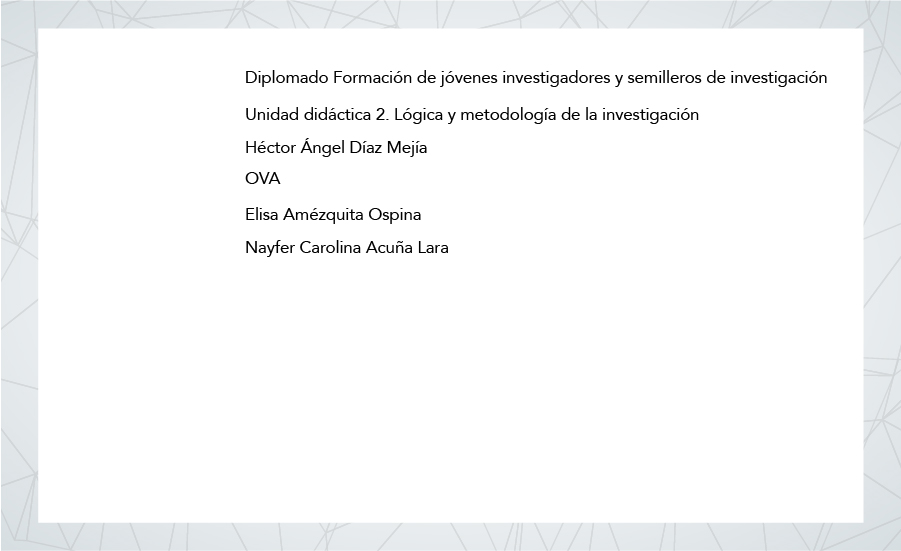 Diplomado Formación de jóvenes investigadores y semilleros de investigación
Unidad didáctica 2. Lógica y metodología de la investigación
Héctor Ángel Díaz Mejía
OVA
Elisa Amézquita Ospina
Nayfer Carolina Acuña Lara